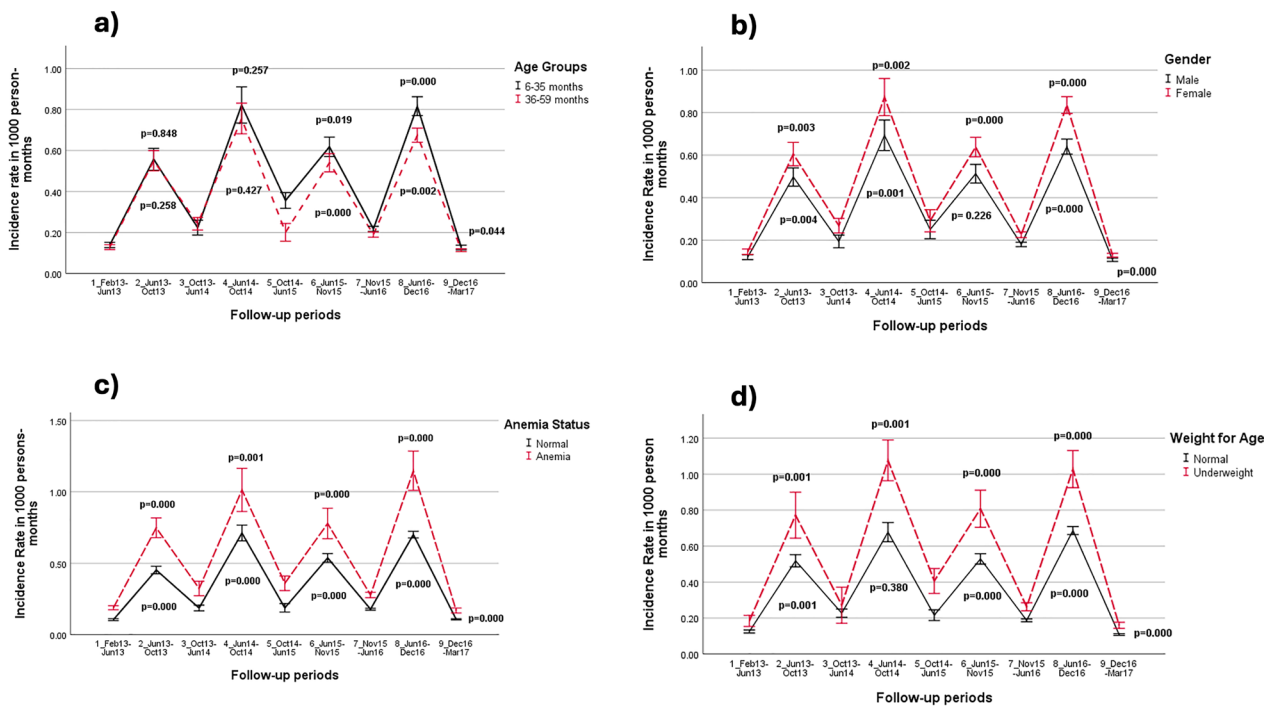 a)
Incidence rate in 1000 person-
months
1.00
0.80
0.60
0.40
0.20
0.00
p=0.848
p=0.258
p=0.257
p=0.427
p=0.019
p=0.000
p=0.000
p=0.002
p=0.044
Age Groups
6-35 months
36-59 months
1_Feb13-
Jun13
2_Jun13-
Oct13
3_Oct13-
Jun14
4_Jun14-
Oct14
5_Oct14-
Jun15
6_Jun15-
Nov15
7_Nov15
-Jun16
8_Jun16-
Dec16
9_Dec16
-Mar17
Follow-up periods
b)
Incidence Rate in 1000 person-
months
1.00
0.80
0.60
0.40
0.20
0.00
p=0.003
p=0.004
p=0.002
p=0.001
p=0.000
p= 0.226
p=0.000
p=0.000
p=0.000
Gender
Male
Female
1_Feb13-
Jun13
2_Jun13-
Oct13
3_Oct13-
Jun14
4_Jun14-
Oct14
5_Oct14-
Jun15
6_Jun15-
Nov15
7_Nov15
-Jun16
8_Jun16-
Dec16
9_Dec16
-Mar17
Follow-up periods
c)
Incidence Rate in 1000 persons-
months
1.50
1.00
0.50
0.00
p=0.000
p=0.000
p=0.001
p=0.000
p=0.000
p=0.000
p=0.000
p=0.000
p=0.000
Anemia Status
Normal
Anemia
1_Feb13-
Jun13
2_Jun13-
Oct13
3_Oct13-
Jun14
4_Jun14-
Oct14
5_Oct14-
Jun15
6_Jun15-
Nov15
7_Nov15
-Jun16
8_Jun16-
Dec16
9_Dec16
-Mar17
Follow-up periods
d)
Incidence Rate in 1000 person
months
1.20
1.00
0.80
0.60
0.40
0.20
0.00
p=0.001
p=0.001
p=0.001
p=0.380
p=0.000
p=0.000
p=0.000
p=0.000
p=0.000
Weight for Age
Normal
Underweight
1_Feb13-
Jun13
2_Jun13-
Oct13
3_Oct13-
Jun14
4_Jun14-
Oct14
5_Oct14-
Jun15
6_Jun15-
Nov15
7_Nov15
-Jun16
8_Jun16-
Dec16
9_Dec16
-Mar17
Follow-up periods